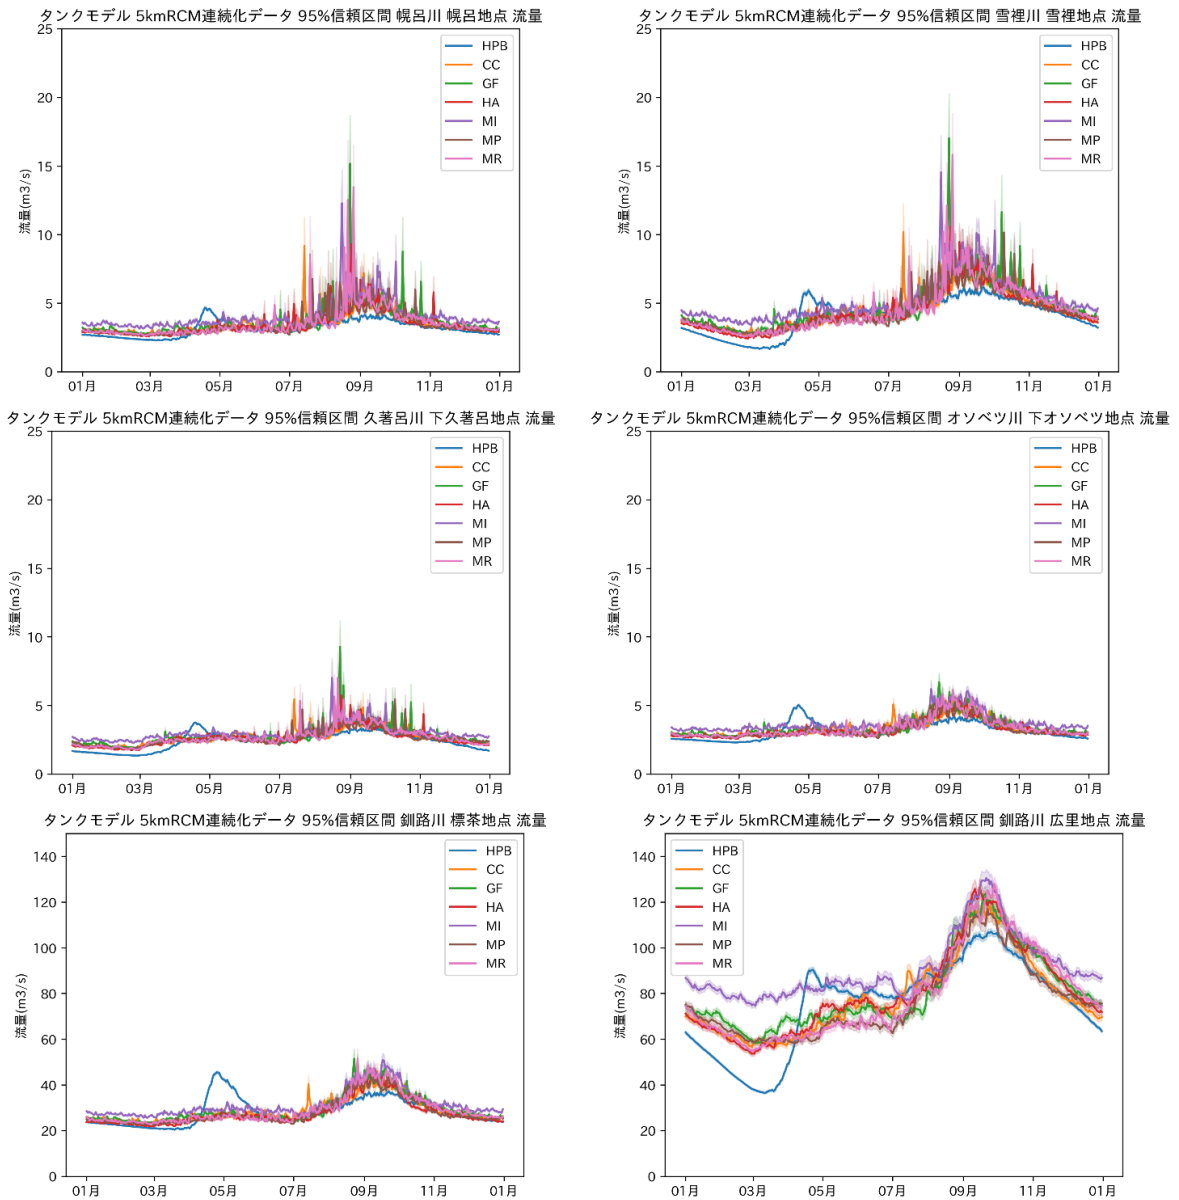 タンクモデル 5kmRCM連続化データ 95%信頼区間 幌呂川 幌呂地点 流量
25
20
15
10
5
0
流量(m3/s)
HPB
CC
GF
HA
MI
MP
MR
01月 03月 05月 07月 09月 11月 01月
タンクモデル 5kmRCM連続化データ 95%信頼区間 雪裡川 雪裡地点 流量
25
20
15
10
5
0
流量(m3/s)
HPB
CC
GF
HA
MI
MP
MR
01月 03月 05月 07月 09月 11月 01月
タンクモデル 5kmRCM連続化データ 95%信頼区間 久著呂川 下久著呂地点 流量
25
20
15
10
5
0
流量(m3/s)
HPB
CC
GF
HA
MI
MP
MR
01月 03月 05月 07月 09月 11月 01月
タンクモデル 5kmRCM連続化データ 95%信頼区間 オソベツ川 下オソベツ地点 流量
25
20
15
10
5
0
流量(m3/s)
HPB
CC
GF
HA
MI
MP
MR
01月 03月 05月 07月 09月 11月 01月
タンクモデル 5kmRCM連続化データ 95%信頼区間 釧路川 標茶地点 流量
140
120
100
80
60
40
20
0
流量(m3/s)
HPB
CC
GF
HA
MI
MP
MR
01月 03月 05月 07月 09月 11月 01月
タンクモデル 5kmRCM連続化データ 95%信頼区間 釧路川 広里地点 流量
140
120
100
80
60
40
20
0
流量(m3/s)
HPB
CC
GF
HA
MI
MP
MR
01月 03月 05月 07月 09月 11月 01月